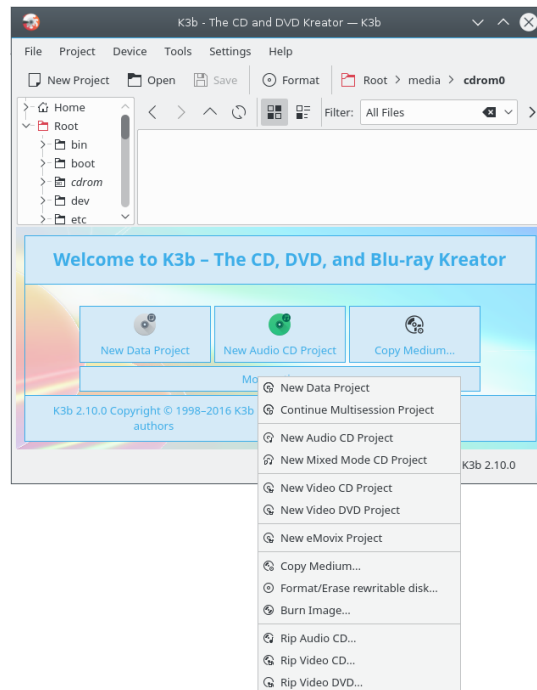 K3b - The CD and DVD Kreator — K3b
File Project Device Tools Settings Help
New Project Open Save Format Root > media > cdrom0
Home
Root
bin
boot
cdrom
dev
etc
Filter: All Files
Welcome to K3b – The CD, DVD, and Blu-ray Kreator
New Data Project New Audio CD Project Copy Medium...
K3b 2.10.0 Copyright © 1998–2016 K3b
authors
K3b 2.10.0
New Data Project
Continue Multisession Project
New Audio CD Project
New Mixed Mode CD Project
New Video CD Project
New Video DVD Project
New eMovix Project
Copy Medium...
Format/Erase rewritable disk...
Burn Image...
Rip Audio CD...
Rip Video CD...
Rip Video DVD...